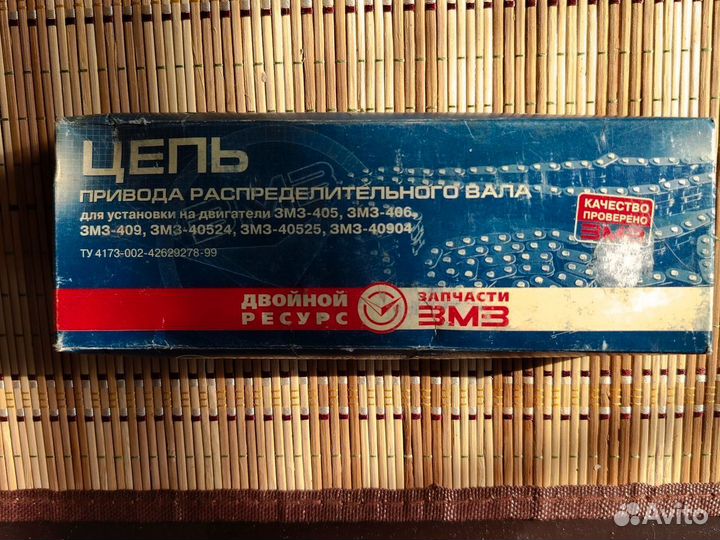 ЦЕПЬ
ПРИВОДА РАСПРЕДЕЛИТЕЛЬНОГО ВАЛА
для установки на двигатели ЗМЗ-405, ЗМЗ-406,
ЗМЗ-409, ЗМЗ-40524, ЗМЗ-40525, ЗМЗ-40904
ТУ 4173-002-42629278-99
КАЧЕСТВО
ПРОВЕРЕНО
ЗМЗ
ДВОЙНОЙ
РЕСУРС
ЗАПЧАСТИ
ЗМЗ
Avito